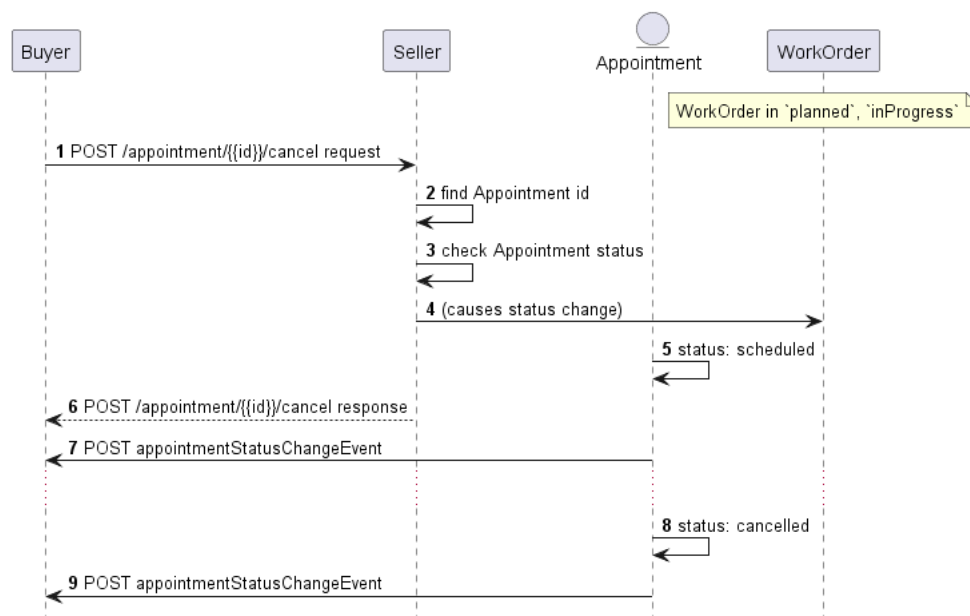 Buyer
Seller
Appointment
WorkOrder
WorkOrder in `planned`, `inProgress`
1 POST /appointment/{{id}}/cancel request
2 find Appointment id
3 check Appointment status
4 (causes status change)
5 status: scheduled
6 POST /appointment/{{id}}/cancel response
7 POST appointmentStatusChangeEvent
8 status: cancelled
9 POST appointmentStatusChangeEvent